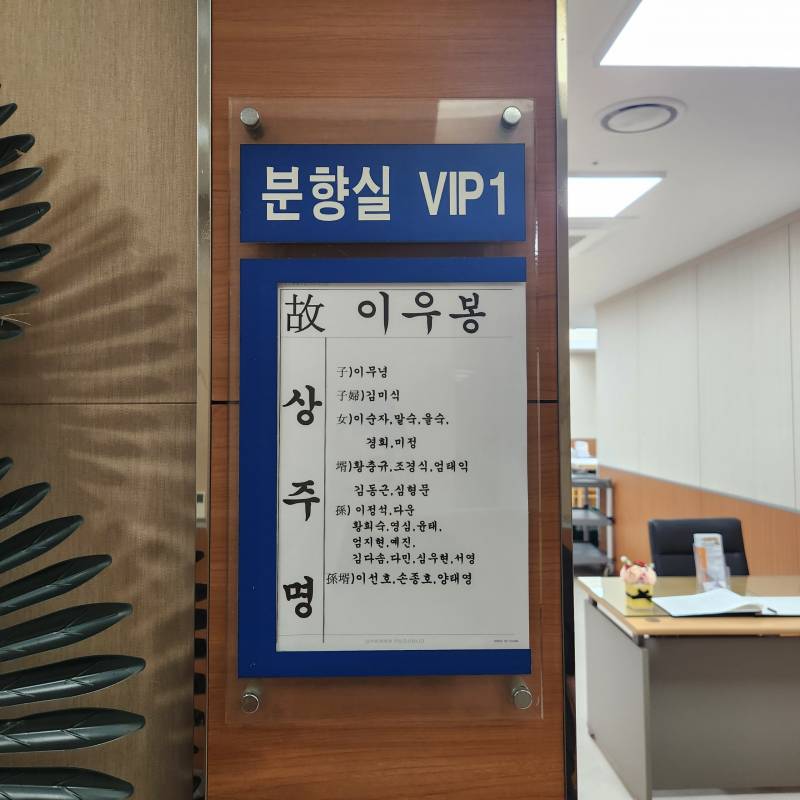 분향실 VIP1
故 이우봉
상주명
子)이무녕
子婦)김미식
女)이순자,말숙,을숙,
경희,미정
壻)황충규,조경식,엄태익
김동근,심형문
孫) 이정석,다운
황희숙,영심,윤태,
엄지현,예진,
김다솜,다민,심우현,서영
孫壻)이선호,손종호,양태영